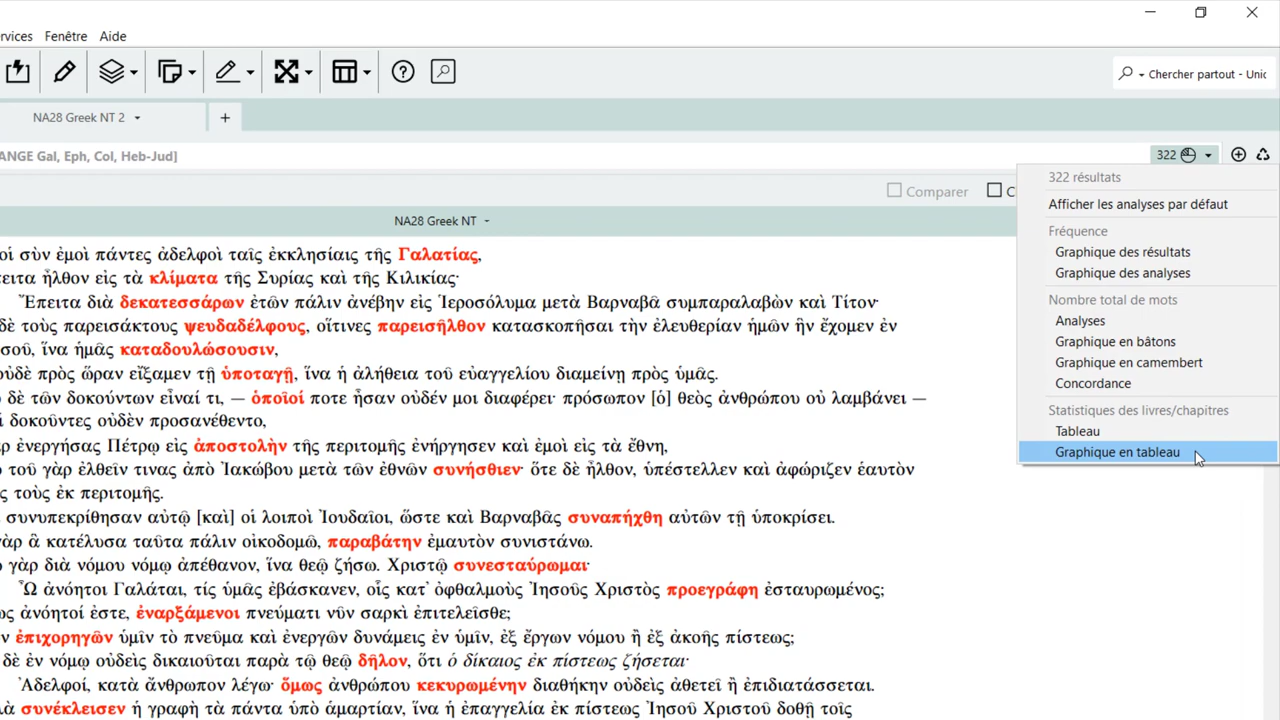 rvices Fenêtre Aide
Chercher partout - Unic
NA28 Greek NT 2
+
ANGE Gal, Eph, Col, Heb-Jud]
322
Comparer
C
NA28 Greek NT
οἱ σὺν ἐμοὶ πάντες ἀδελφοὶ ταῖς ἐκκλησίαις τῆς Γαλατίας,
πειτα ἦλθον εἰς τὰ κλίματα τῆς Συρίας καὶ τῆς Κιλικίας·
Ἔπειτα διὰ δεκατεσσάρων ἐτῶν πάλιν ἀνέβην εἰς Ἱεροσόλυμα μετὰ Βαρναβᾶ συμπαραλαβὼν καὶ Τίτον·
δὲ τοὺς παρεισάκτους ψευδαδέλφους, οἵτινες παρεισῆλθον κατασκοπῆσαι τὴν ἐλευθερίαν ἡμῶν ἣν ἔχομεν ἐν
σοῦ, ἵνα ἡμᾶς καταδουλώσουσιν,
οὐδὲ πρὸς ὥραν εἴξαμεν τῇ ὑποταγῇ, ἵνα ἡ ἀλήθεια τοῦ εὐαγγελίου διαμείνῃ πρὸς ὑμᾶς.
δὲ τῶν δοκούντων εἶναί τι, — ὁποῖοί ποτε ἦσαν οὐδέν μοι διαφέρει· πρόσωπον [ὁ] θεὸς ἀνθρώπου οὐ λαμβάνει —
ἱ δοκοῦντες οὐδὲν προσανέθεντο,
ὰρ ἐνεργήσας Πέτρῳ εἰς ἀποστολὴν τῆς περιτομῆς ἐνήργησεν καὶ ἐμοὶ εἰς τὰ ἔθνη,
τοῦ γὰρ ἐλθεῖν τινας ἀπὸ Ἰακώβου μετὰ τῶν ἐθνῶν συνήσθιεν· ὅτε δὲ ἦλθον, ὑπέστελλεν καὶ ἀφώριζεν ἑαυτὸν
ς τοὺς ἐκ περιτομῆς.
συνυπεκρίθησαν αὐτῷ [καὶ] οἱ λοιποὶ Ἰουδαῖοι, ὥστε καὶ Βαρναβᾶς συναπήχθη αὐτῶν τῇ ὑποκρίσει.
γὰρ ἃ κατέλυσα ταῦτα πάλιν οἰκοδομῶ, παραβάτην ἐμαυτὸν συνιστάνω.
γὰρ διὰ νόμου νόμῳ ἀπέθανον, ἵνα θεῷ ζήσω. Χριστῷ συνεσταύρωμαι·
Ὦ ἀνόητοι Γαλάται, τίς ὑμᾶς ἐβάσκανεν, οἷς κατ᾽ ὀφθαλμοὺς Ἰησοῦς Χριστὸς προεγράφη ἐσταυρωμένος;
ως ἀνόητοί ἐστε, ἐναρξάμενοι πνεύματι νῦν σαρκὶ ἐπιτελεῖσθε;
ν ἐπιχορηγῶν ὑμῖν τὸ πνεῦμα καὶ ἐνεργῶν δυνάμεις ἐν ὑμῖν, ἐξ ἔργων νόμου ἢ ἐξ ἀκοῆς πίστεως;
δὲ ἐν νόμῳ οὐδεὶς δικαιοῦται παρὰ τῷ θεῷ δῆλον, ὅτι ὁ δίκαιος ἐκ πίστεως ζήσεται·
Ἀδελφοί, κατὰ ἄνθρωπον λέγω· ὅμως ἀνθρώπου κεκυρωμένην διαθήκην οὐδεὶς ἀθετεῖ ἢ ἐπιδιατάσσεται.
λὰ συνέκλεισεν ἡ γραφὴ τὰ πάντα ὑπὸ ἁμαρτίαν, ἵνα ἡ ἐπαγγελία ἐκ πίστεως Ἰησοῦ Χριστοῦ δοθῇ τοῖς
322 résultats
Afficher les analyses par défaut
Fréquence
Graphique des résultats
Graphique des analyses
Nombre total de mots
Analyses
Graphique en bâtons
Graphique en camembert
Concordance
Statistiques des livres/chapitres
Tableau
Graphique en tableau